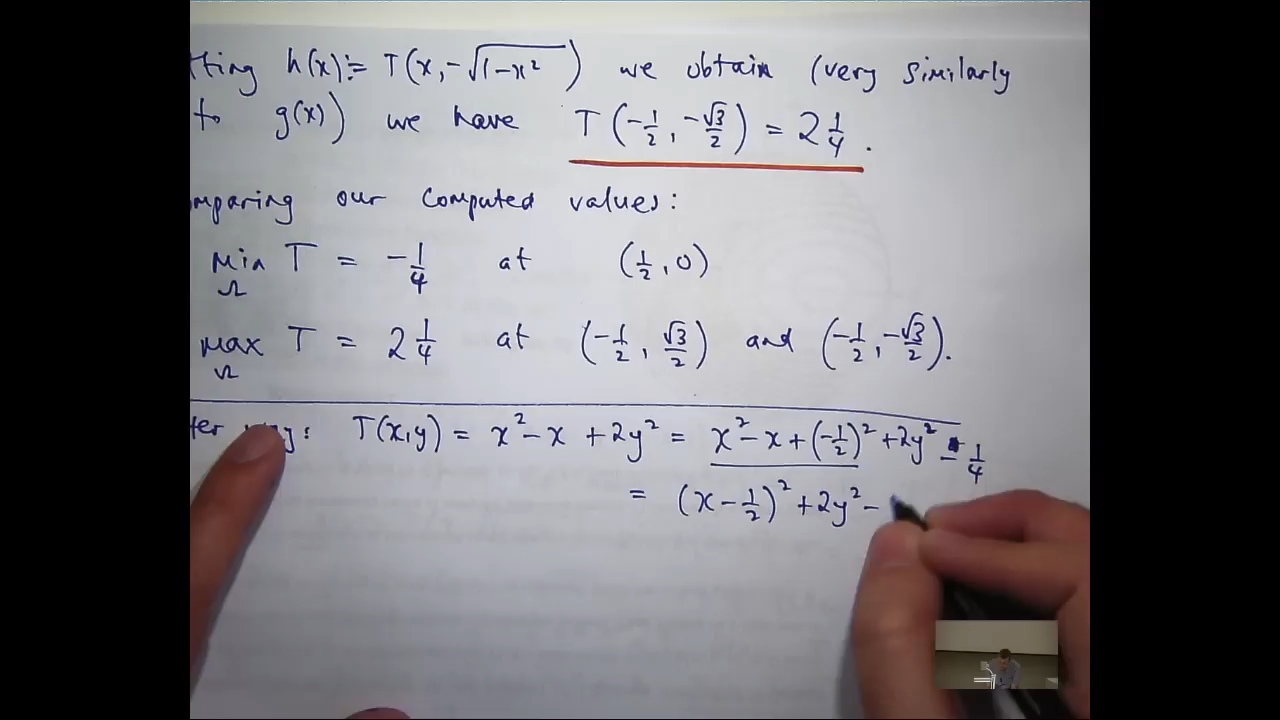 tting h(x) := T(x, -√(1-x²)) we obtain (very similarly
to g(x)) we have T(-1/2, -√3/2) = 2 1/4.
mparing our computed values:
min T = -1/4 at (1/2, 0)
Ω
max T = 2 1/4 at (-1/2, √3/2) and (-1/2, -√3/2).
Ω
T(x,y) = x² - x + 2y² = x² - x + (-1/2)² + 2y² - 1/4
= (x - 1/2)² + 2y² -